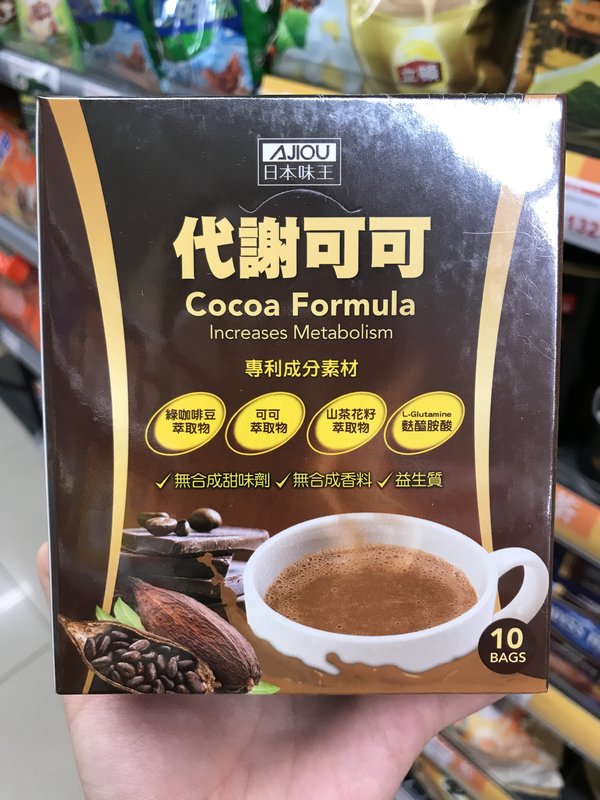 AJIOU
日本味王
代謝可可
Cocoa Formula
Increases Metabolism
專利成分素材
綠咖啡豆
萃取物
可可
萃取物
山茶花籽
萃取物
L-Glutamine
麩醯胺酸
✓無合成甜味劑 ✓無合成香料 ✓益生質
10
BAGS
立頓
132